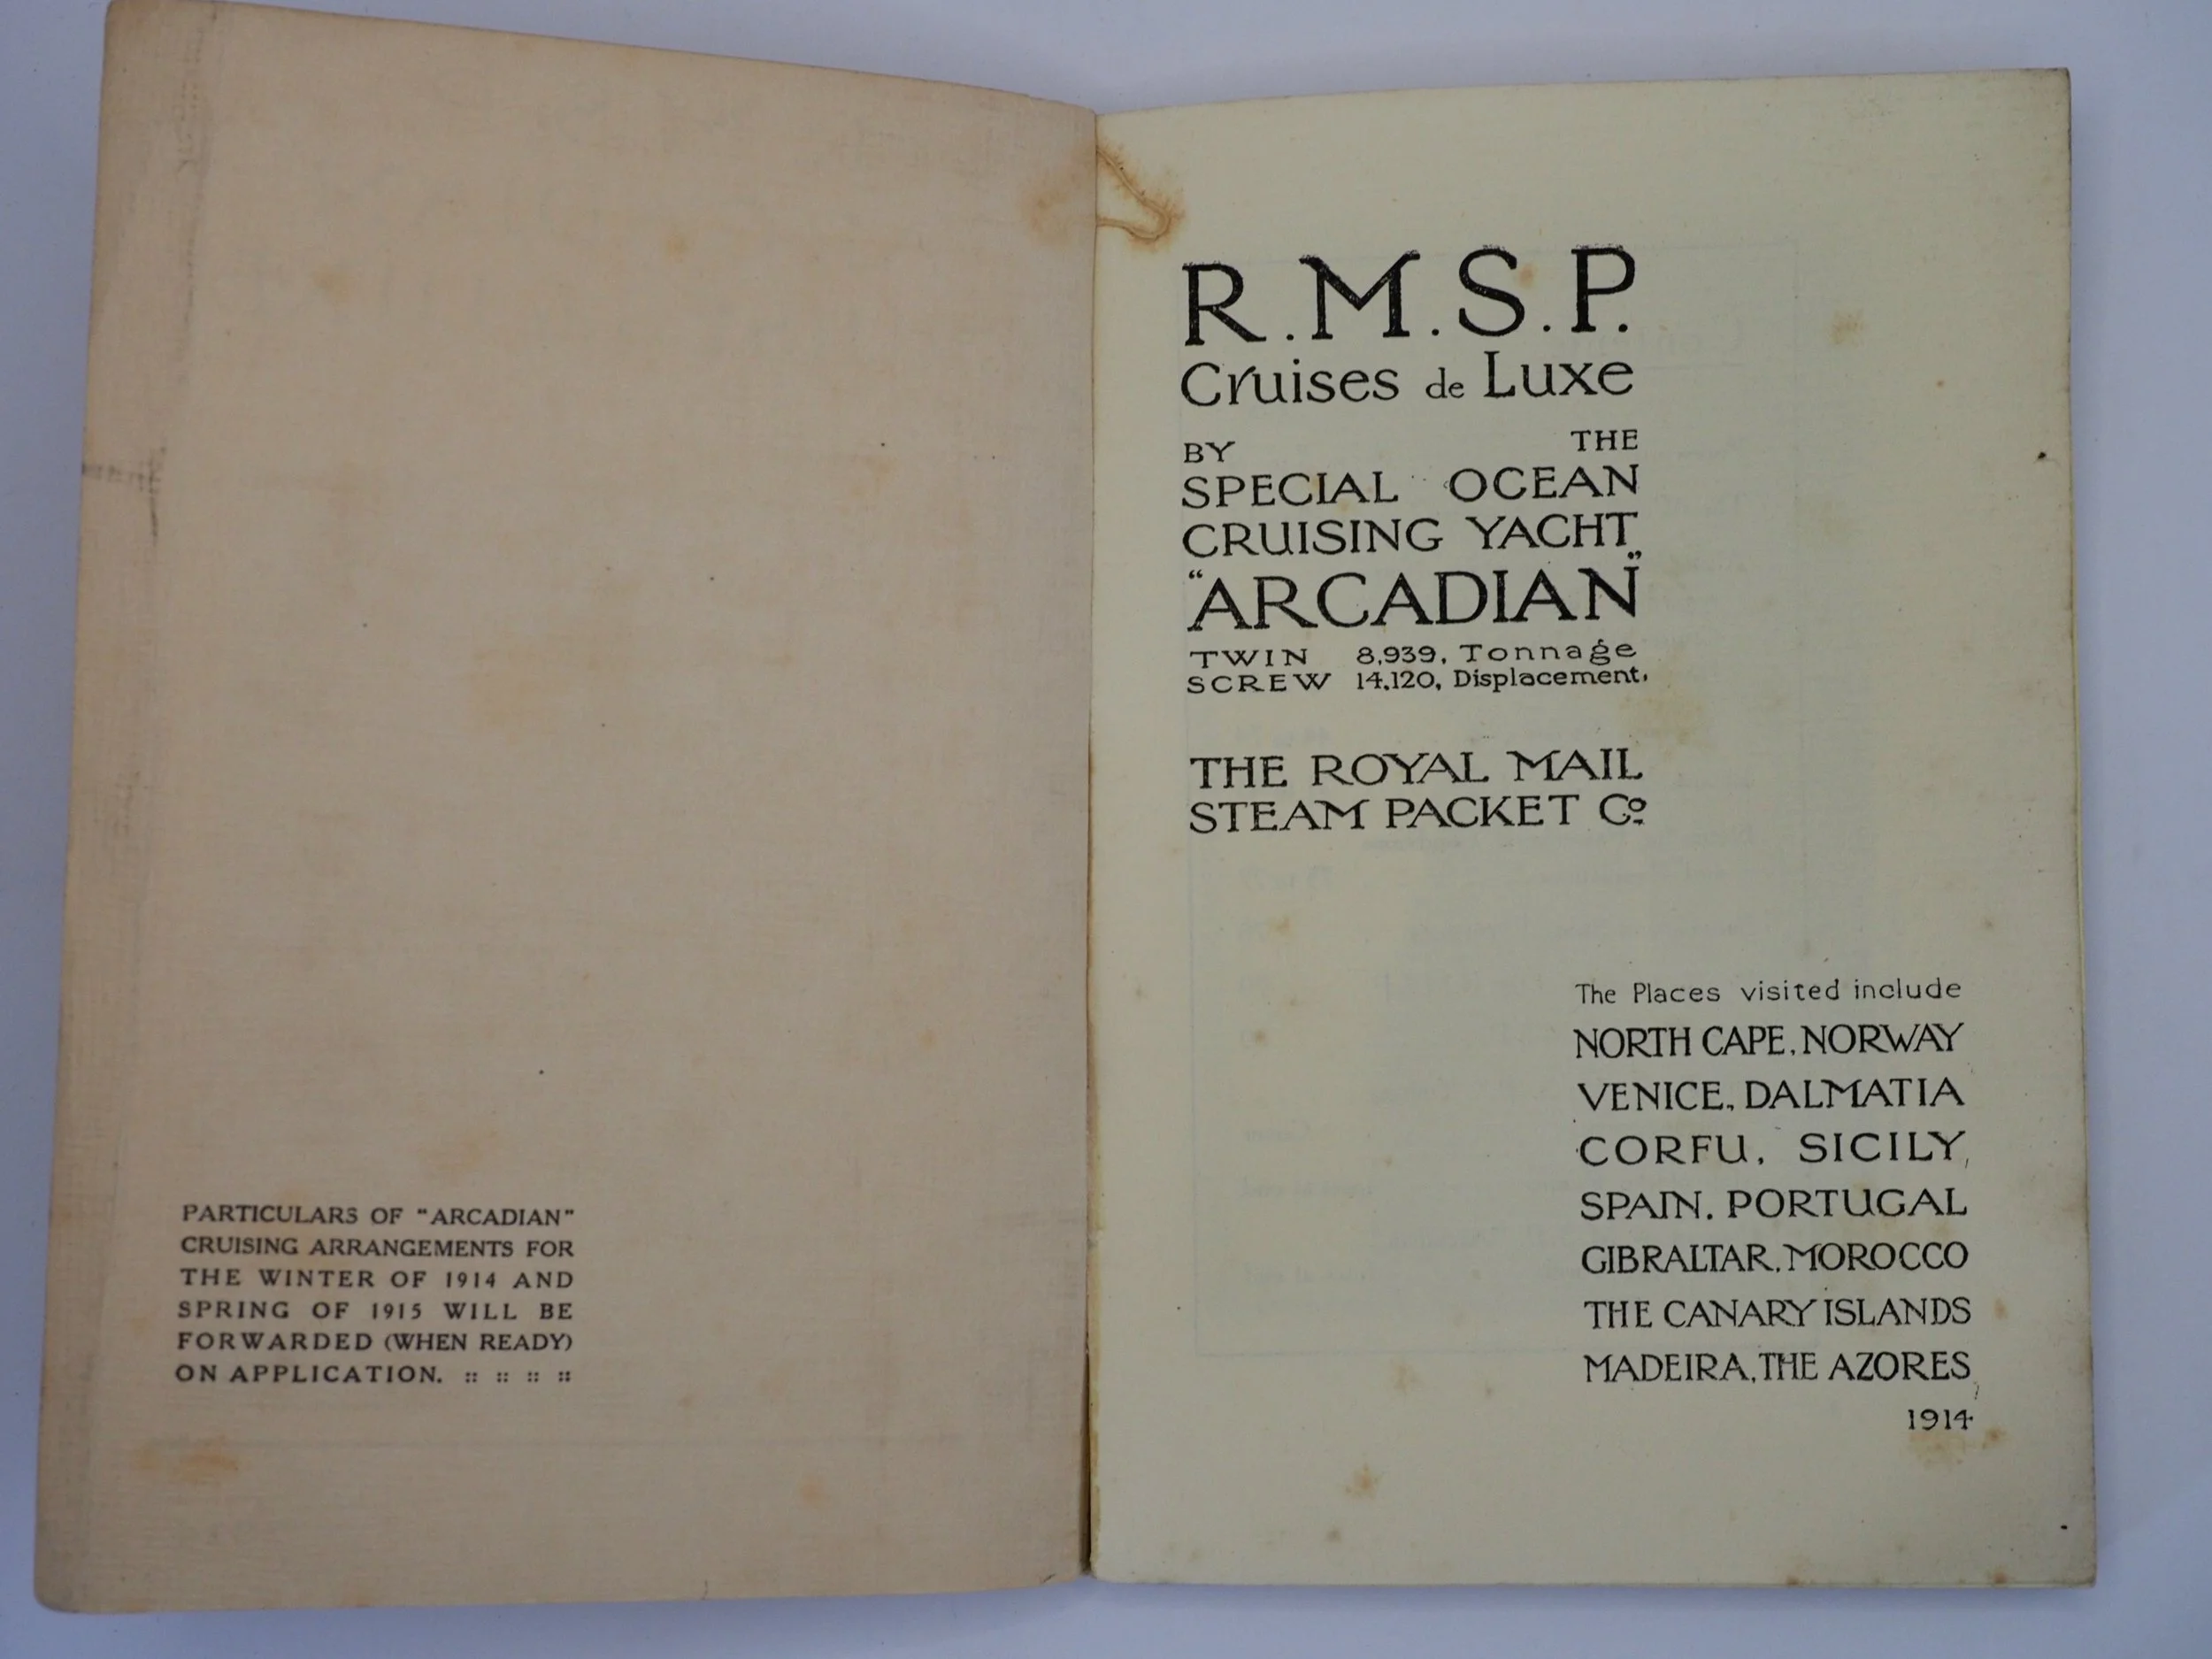 PARTICULARS OF "ARCADIAN"
CRUISING ARRANGEMENTS FOR
THE WINTER OF 1914 AND
SPRING OF 1915 WILL BE
FORWARDED (WHEN READY)
ON APPLICATION. :: :: :: ::
R.M.S.P.
Cruises de Luxe
BY THE
SPECIAL OCEAN
CRUISING YACHT
"ARCADIAN"
TWIN 8,939, Tonnage
SCREW 14,120, Displacement.
THE ROYAL MAIL
STEAM PACKET Co.
The Places visited include
NORTH CAPE, NORWAY
VENICE, DALMATIA
CORFU, SICILY,
SPAIN, PORTUGAL
GIBRALTAR, MOROCCO
THE CANARY ISLANDS
MADEIRA, THE AZORES,
1914